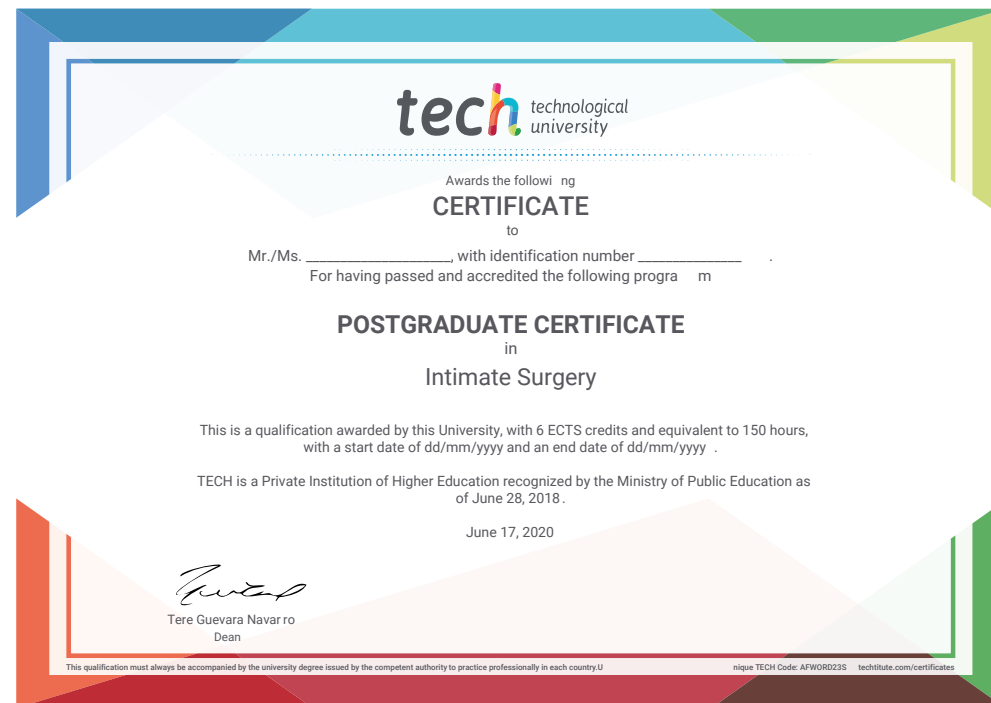 tech technological
university
Awards the followi ng
CERTIFICATE
to
Mr./Ms. _____________________, with identification number _______________ .
For having passed and accredited the following progra m
POSTGRADUATE CERTIFICATE
in
Intimate Surgery
This is a qualification awarded by this University, with 6 ECTS credits and equivalent to 150 hours,
with a start date of dd/mm/yyyy and an end date of dd/mm/yyyy .
TECH is a Private Institution of Higher Education recognized by the Ministry of Public Education as
of June 28, 2018 .
June 17, 2020
Tere Guevara Navar ro
Dean
This qualification must always be accompanied by the university degree issued by the competent authority to practice professionally in each country.U nique TECH Code: AFWORD23S techtitute.com/certificates